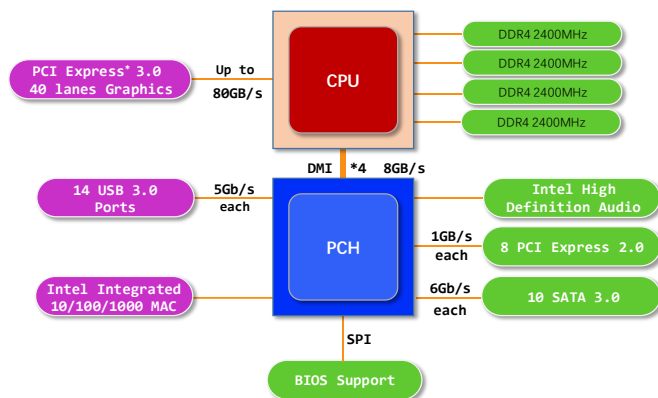 PCI Express* 3.0
40 lanes Graphics
Up to
80GB/s
CPU
DDR4 2400MHz
DDR4 2400MHz
DDR4 2400MHz
DDR4 2400MHz
DMI *4 8GB/s
14 USB 3.0
Ports
5Gb/s
each
PCH
Intel High
Definition Audio
1GB/s
each
8 PCI Express 2.0
Intel Integrated
10/100/1000 MAC
6Gb/s
each
10 SATA 3.0
SPI
BIOS Support